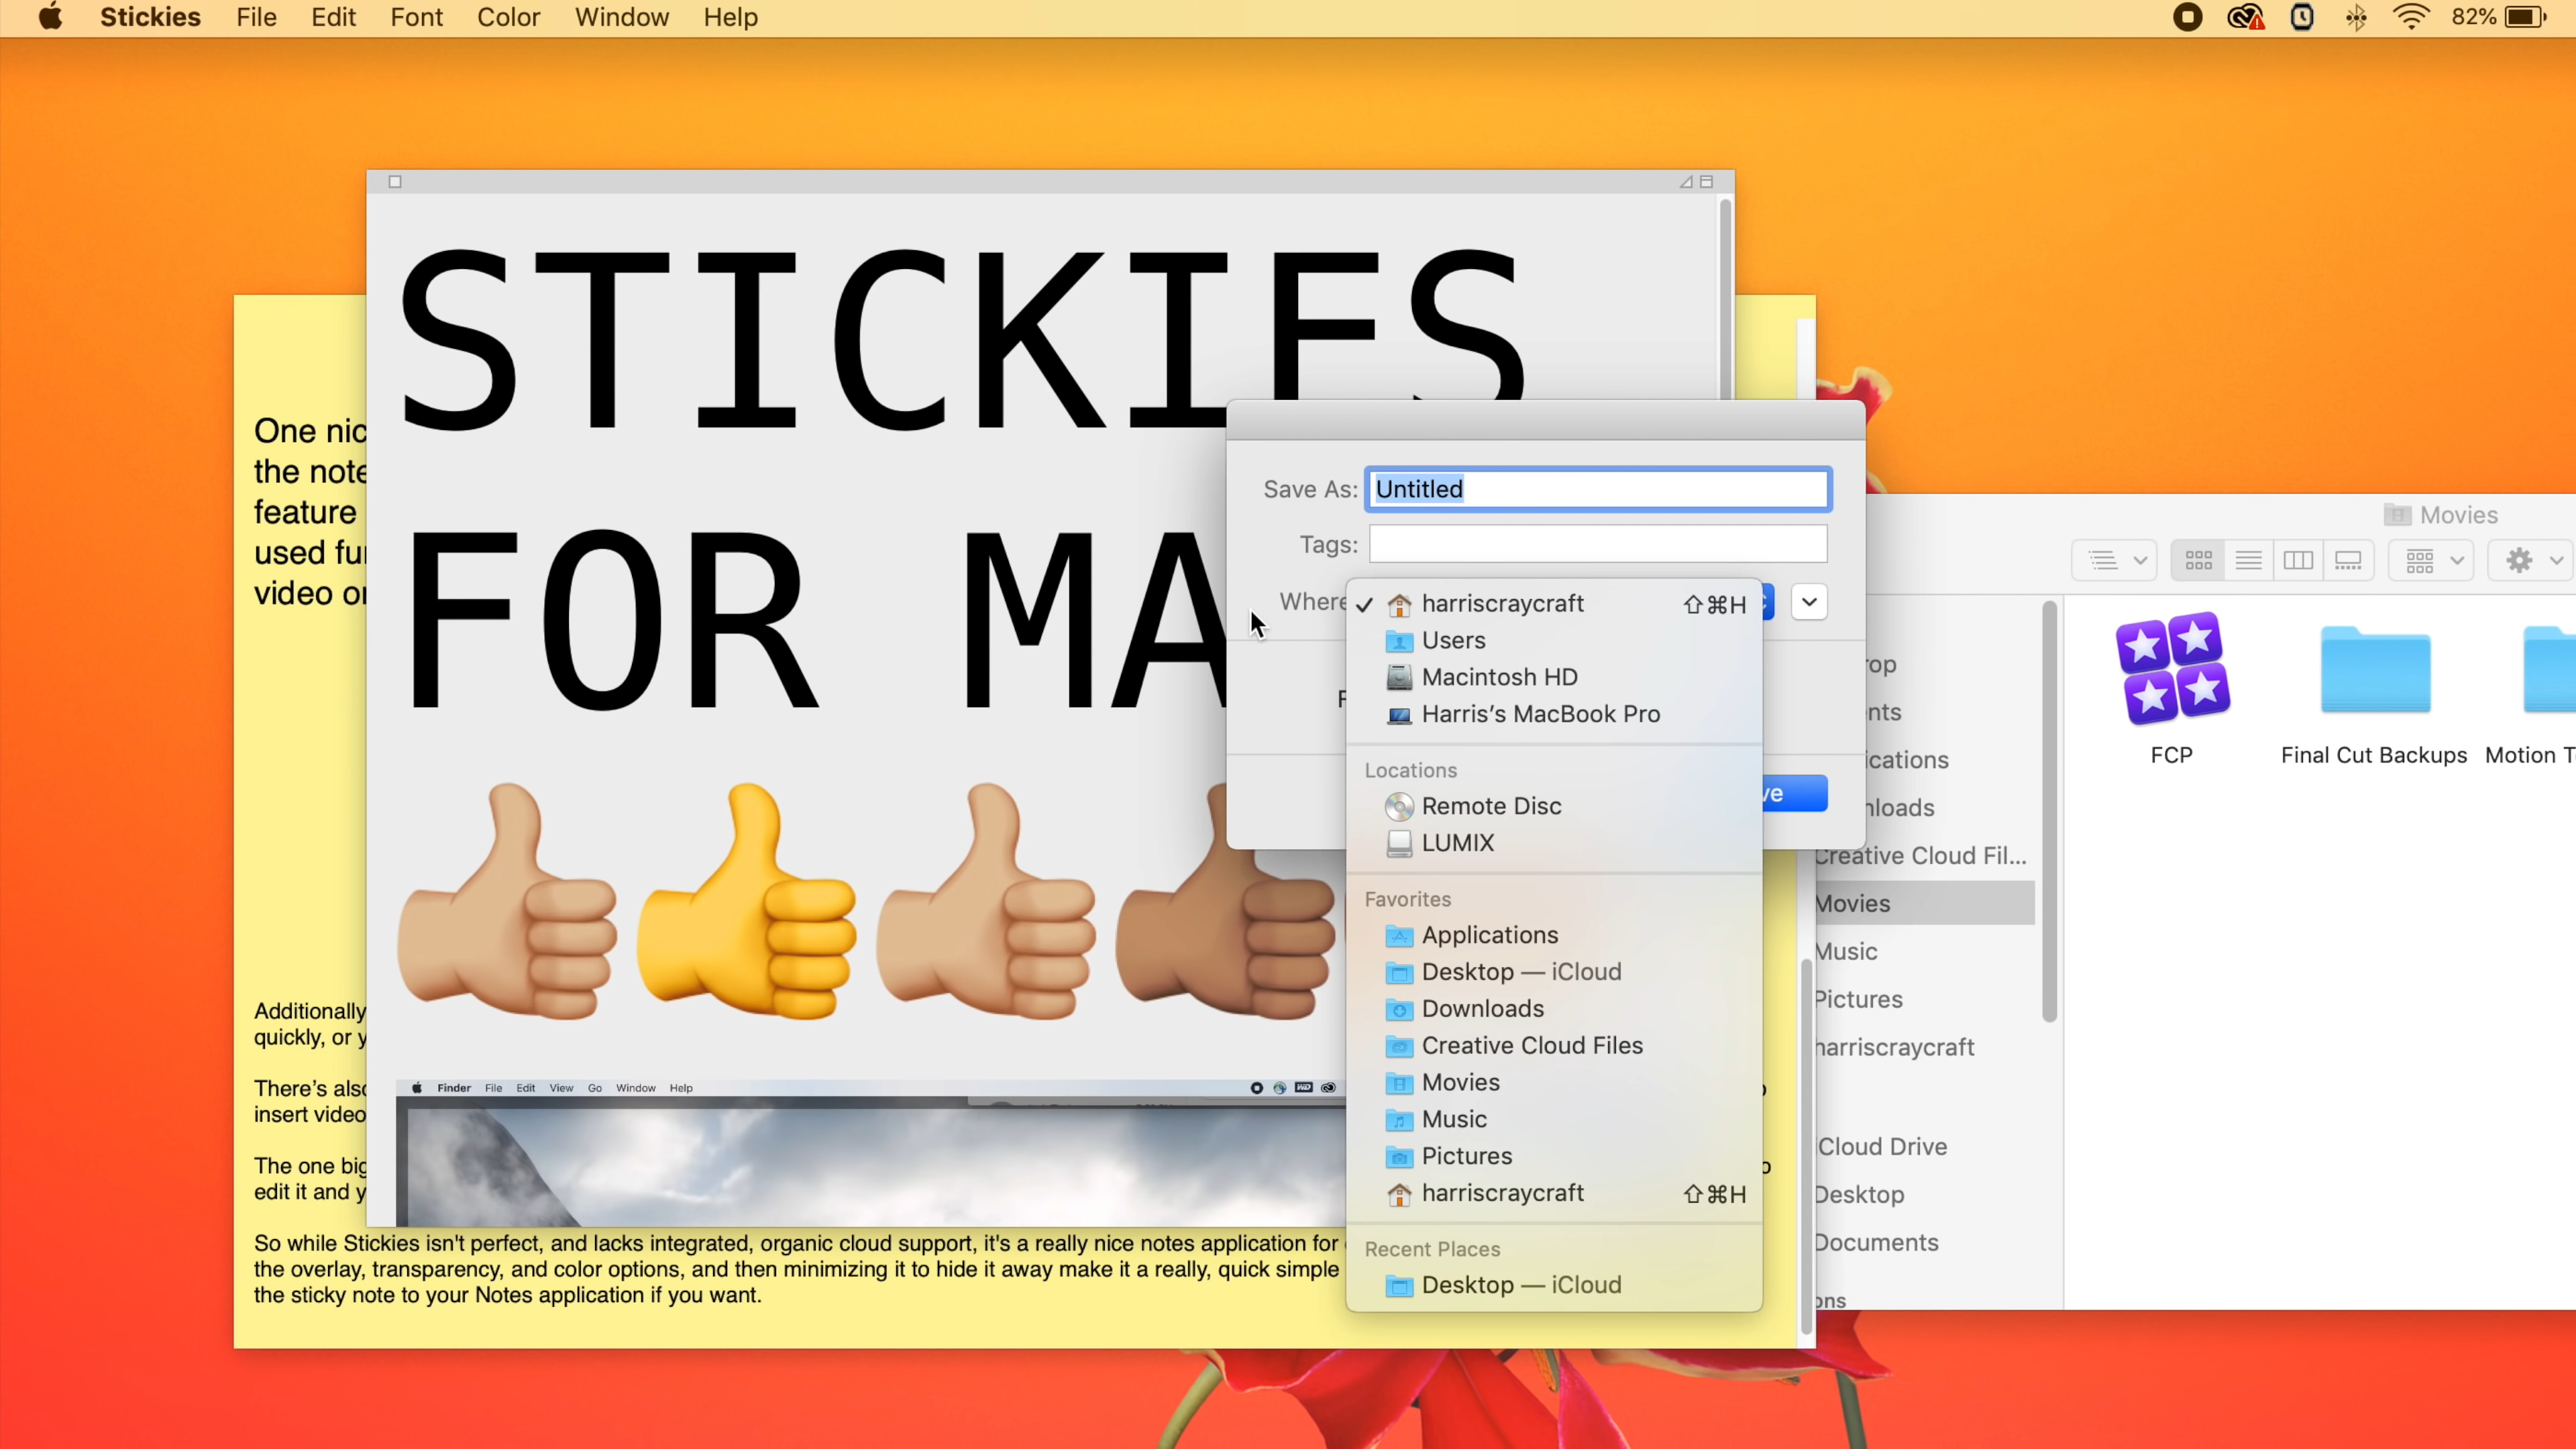 Stickies File Edit Font Color Window Help 82%
STICKIES
FOR MA
One nic
the note
feature
used fu
video or
Additionally
quickly, or y
There's also
insert video
The one big
edit it and y
So while Stickies isn't perfect, and lacks integrated, organic cloud support, it's a really nice notes application for
the overlay, transparency, and color options, and then minimizing it to hide it away make it a really, quick simple
the sticky note to your Notes application if you want.
Finder File Edit View Go Window Help
Save As: Untitled
Tags:
Where
F
ve
✓ harriscraycraft ⇧⌘H
Users
Macintosh HD
Harris's MacBook Pro
Locations
Remote Disc
LUMIX
Favorites
Applications
Desktop — iCloud
Downloads
Creative Cloud Files
Movies
Music
Pictures
harriscraycraft ⇧⌘H
Recent Places
Desktop — iCloud
Movies
rop
nts
ications
nloads
Creative Cloud Fil...
Movies
Music
Pictures
harriscraycraft
iCloud Drive
Desktop
Documents
ons
FCP
Final Cut Backups
Motion T